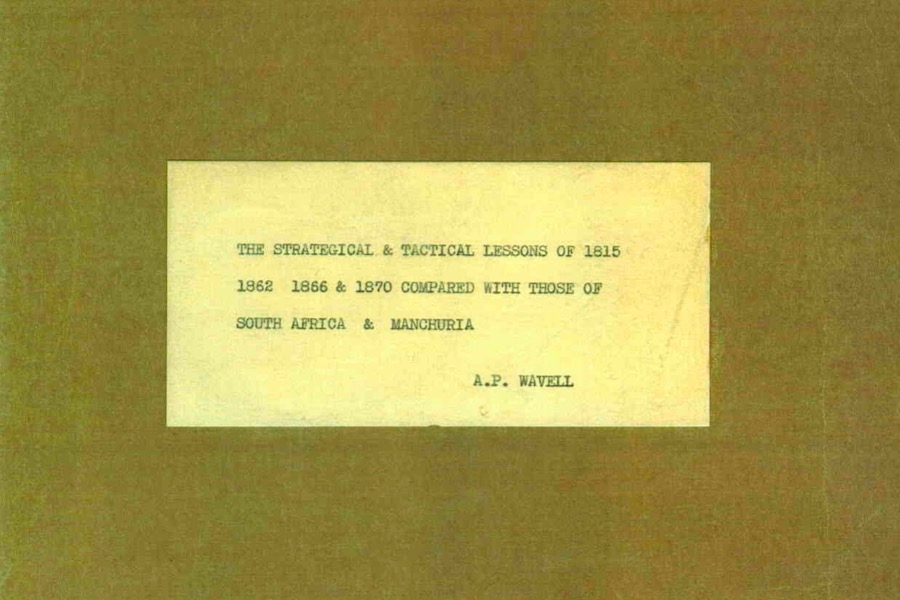 THE STRATEGICAL & TACTICAL LESSONS OF 1815
1862  1866 & 1870 COMPARED WITH THOSE OF
SOUTH AFRICA  &  MANCHURIA
A.P. WAVELL